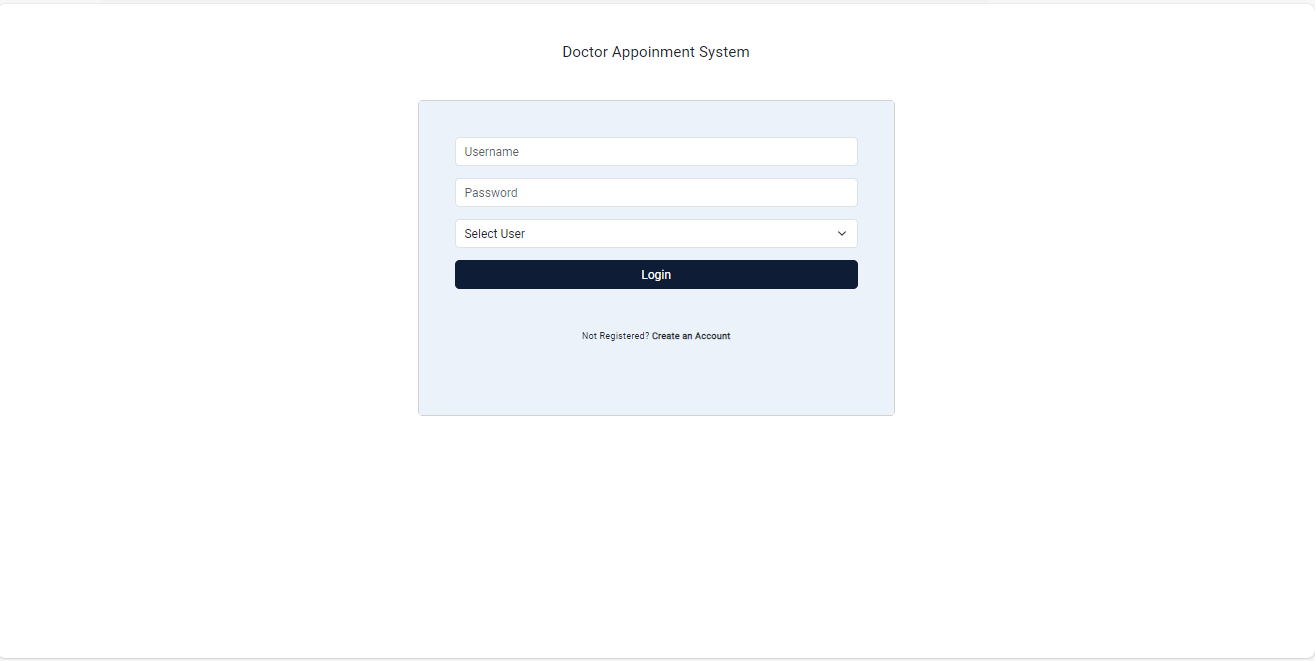 Doctor Appoinment System
Username
Password
Select User
Login
Not Registered? Create an Account